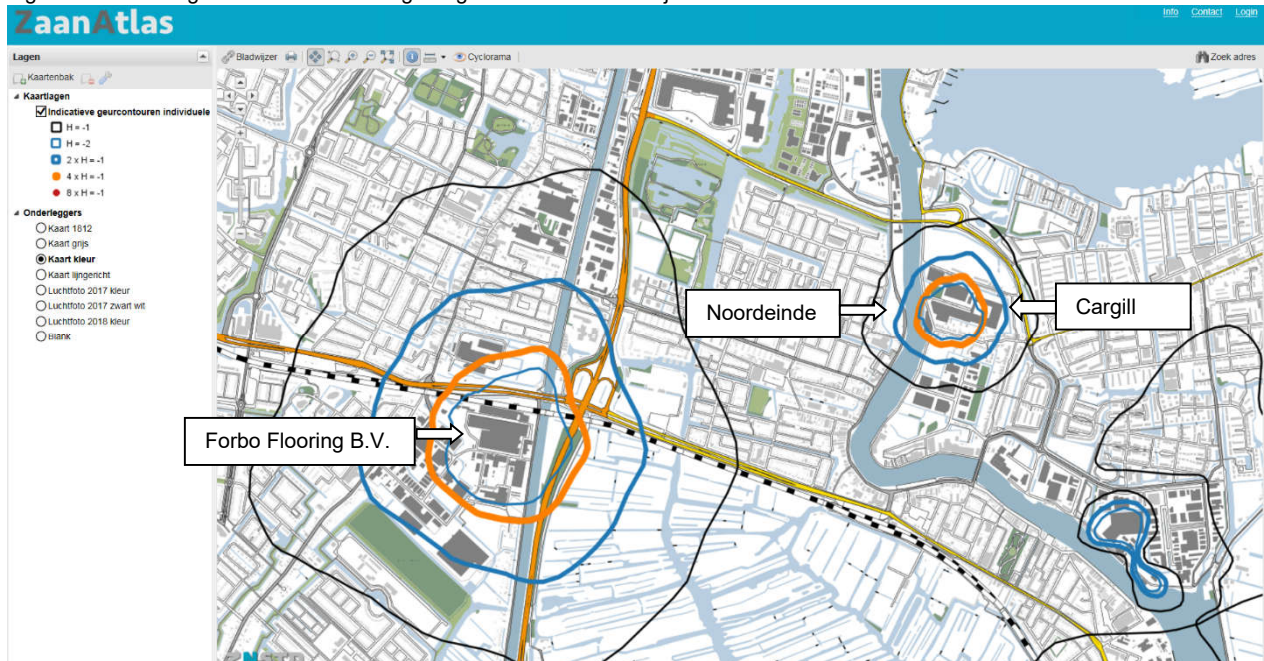 ZaanAtlas
Info Contact Login
Lagen
Bladwijzer
Cyclorama
Zoek adres
Kaartenbak
Kaartlagen
Indicatieve geurcontouren individuele
H = -1
H = -2
2 x H = -1
4 x H = -1
8 x H = -1
Onderleggers
Kaart 1812
Kaart grijs
Kaart kleur
Kaart lijngericht
Luchtfoto 2017 kleur
Luchtfoto 2017 zwart wit
Luchtfoto 2018 kleur
Blank
Noordeinde
Cargill
Forbo Flooring B.V.